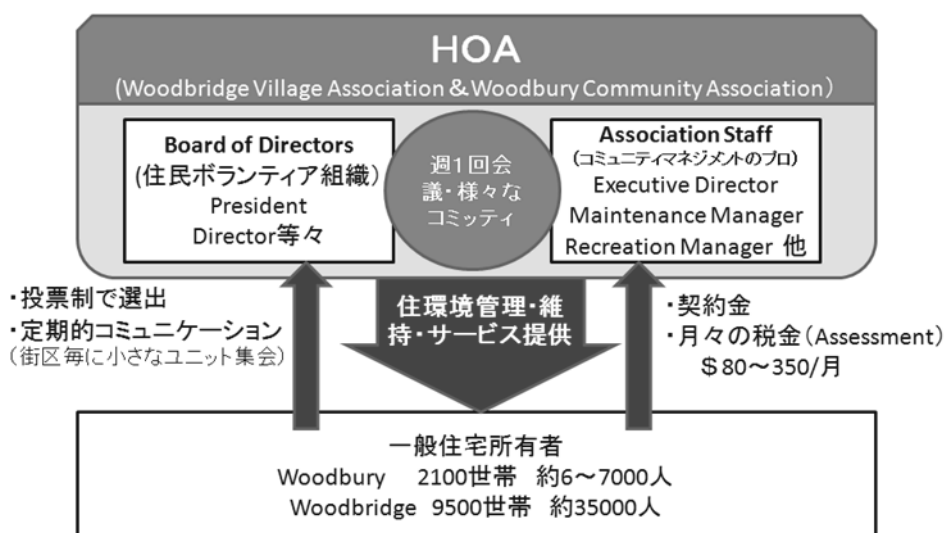 HOA
(Woodbridge Village Association & Woodbury Community Association)
Board of Directors
(住民ボランティア組織)
President
Director等々
週1回会
議・様々な
コミッティ
Association Staff
(コミュニティマネジメントのプロ)
Executive Director
Maintenance Manager
Recreation Manager 他
・投票制で選出
・定期的コミュニケーション
(街区毎に小さなユニット集会)
住環境管理・維
持・サービス提供
・契約金
・月々の税金(Assessment)
$80～350/月
一般住宅所有者
Woodbury 2100世帯 約6～7000人
Woodbridge 9500世帯 約35000人